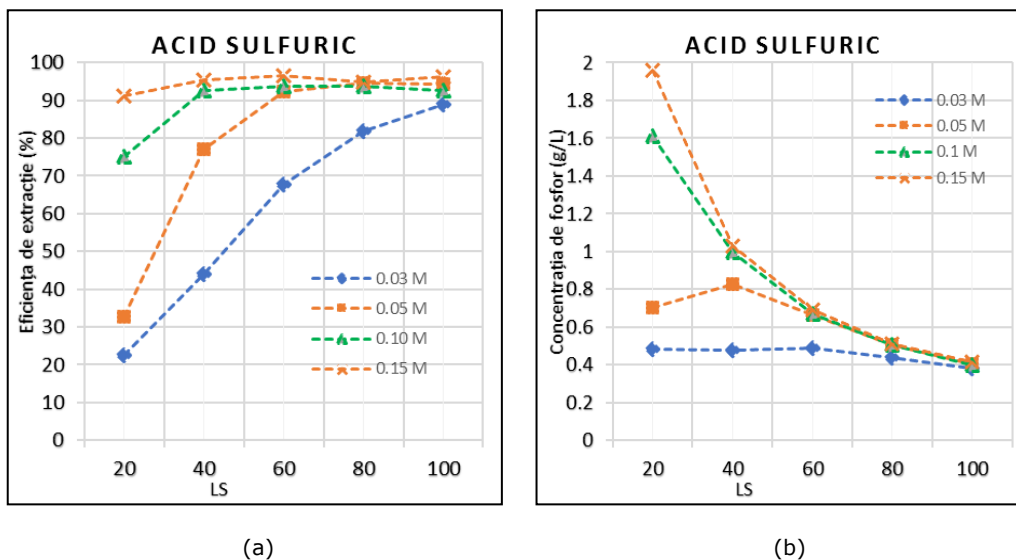 ACID SULFURIC
Eficiența de extracție (%)
100
90
80
70
60
50
40
30
20
10
0
0.03 M
0.05 M
0.10 M
0.15 M
20 40 60 80 100
LS
(a)
ACID SULFURIC
Concentrația de fosfor (g/L)
2
1.8
1.6
1.4
1.2
1
0.8
0.6
0.4
0.2
0
0.03 M
0.05 M
0.1 M
0.15 M
20 40 60 80 100
LS
(b)